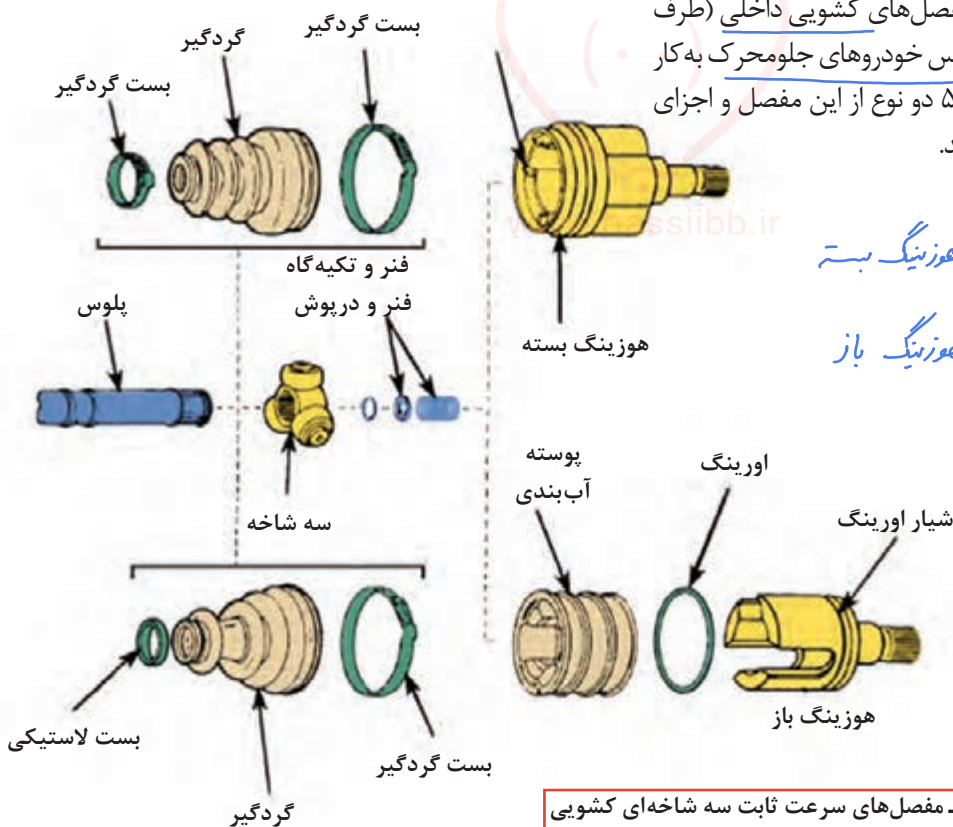 فصل‌های کشویی داخلی (طرف
س خودروهای جلومحرک به‌کار
۵ دو نوع از این مفصل و اجزای
د.
بست گردگیر
گردگیر
بست گردگیر
فنر و تکیه‌گاه
فنر و درپوش
پلوس
هوزینگ بسته
هوزینگ بسته
هوزینگ باز
سه شاخه
پوسته
آب‌بندی
اورینگ
شیار اورینگ
هوزینگ باز
بست لاستیکی
بست گردگیر
گردگیر
ـ مفصل‌های سرعت ثابت سه شاخه‌ای کشویی